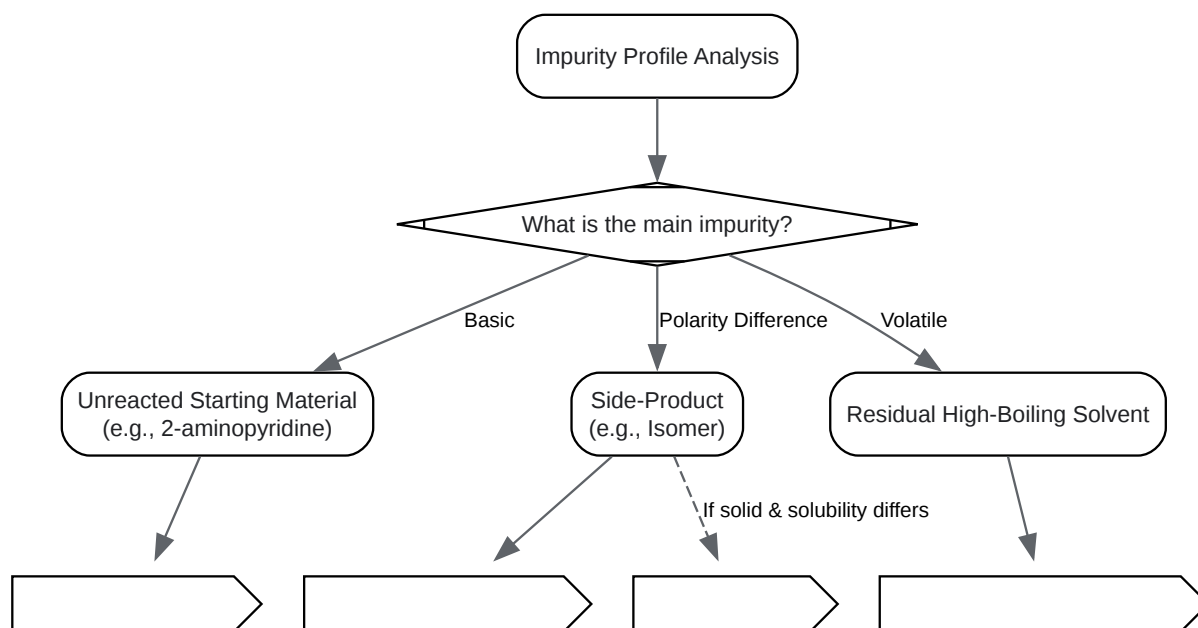 Impurity Profile Analysis
What is the main impurity?
Basic
Polarity Difference
Volatile
Unreacted Starting Material
(e.g., 2-aminopyridine)
Side-Product
(e.g., Isomer)
Residual High-Boiling Solvent
If solid & solubility differs